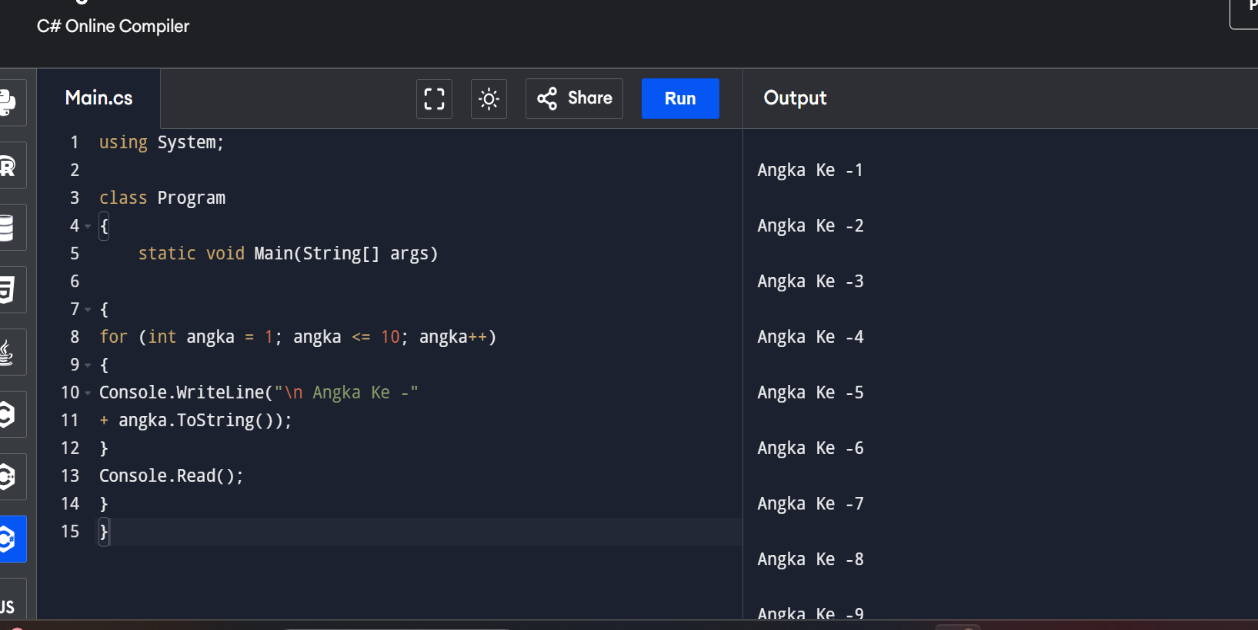 C# Online Compiler
Main.cs
Share
Run
Output
1 using System;
2
3 class Program
4 {
5 static void Main(String[] args)
6
7 {
8 for (int angka = 1; angka <= 10; angka++)
9 {
10 Console.WriteLine("\n Angka Ke -"
11 + angka.ToString());
12 }
13 Console.Read();
14 }
15 }
Angka Ke -1
Angka Ke -2
Angka Ke -3
Angka Ke -4
Angka Ke -5
Angka Ke -6
Angka Ke -7
Angka Ke -8
Angka Ke -9
R
JS